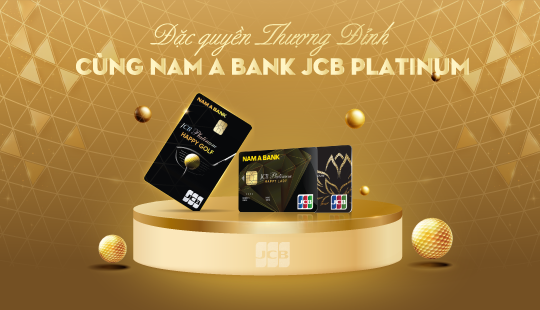 Đặc quyền Thượng Đỉnh
CÙNG NAM A BANK JCB PLATINUM
NAM A BANK
JCB Platinum
HAPPY GOLF
JCB
NAM A BANK
JCB Platinum
HAPPY LADY
JCB
JCB
JCB